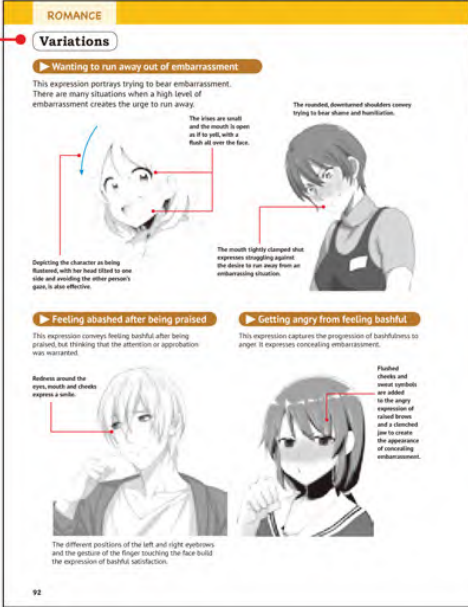 ROMANCE
Variations
▶ Wanting to run away out of embarrassment
This expression portrays trying to bear embarrassment.
There are many situations when a high level of
embarrassment creates the urge to run away.
The irises are small
and the mouth is open
as if to yell, with a
flush all over the face.
The rounded, downturned shoulders convey
trying to bear shame and humiliation.
Depicting the character as being
flustered, with her head tilted to one
side and avoiding the other person's
gaze, is also effective.
The mouth tightly clamped shut
expresses struggling against
the desire to run away from an
embarrassing situation.
▶ Feeling abashed after being praised
This expression conveys feeling bashful after being
praised, but thinking that the attention or approbation
was warranted.
Redness around the
eyes, mouth and cheeks
express a smile.
The different positions of the left and right eyebrows
and the gesture of the finger touching the face build
the expression of bashful satisfaction.
▶ Getting angry from feeling bashful
This expression captures the progression of bashfulness to
anger. It expresses concealing embarrassment.
Flushed
cheeks and
sweat symbols
are added
to the angry
expression of
raised brows
and a clenched
jaw to create
the appearance
of concealing
embarrassment.
92